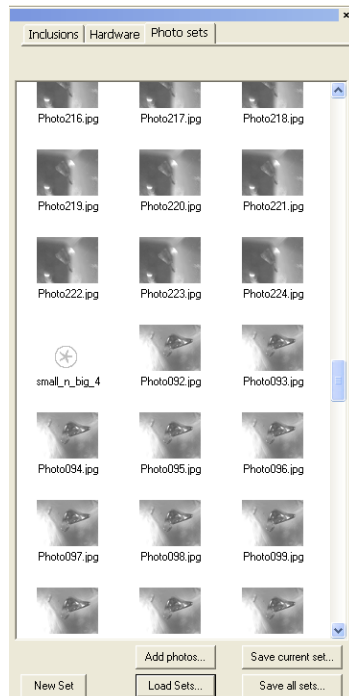 Inclusions Hardware Photo sets
Photo216.jpg Photo217.jpg Photo218.jpg
Photo219.jpg Photo220.jpg Photo221.jpg
Photo222.jpg Photo223.jpg Photo224.jpg
small_n_big_4 Photo092.jpg Photo093.jpg
Photo094.jpg Photo095.jpg Photo096.jpg
Photo097.jpg Photo098.jpg Photo099.jpg
Add photos... Save current set...
New Set Load Sets... Save all sets...